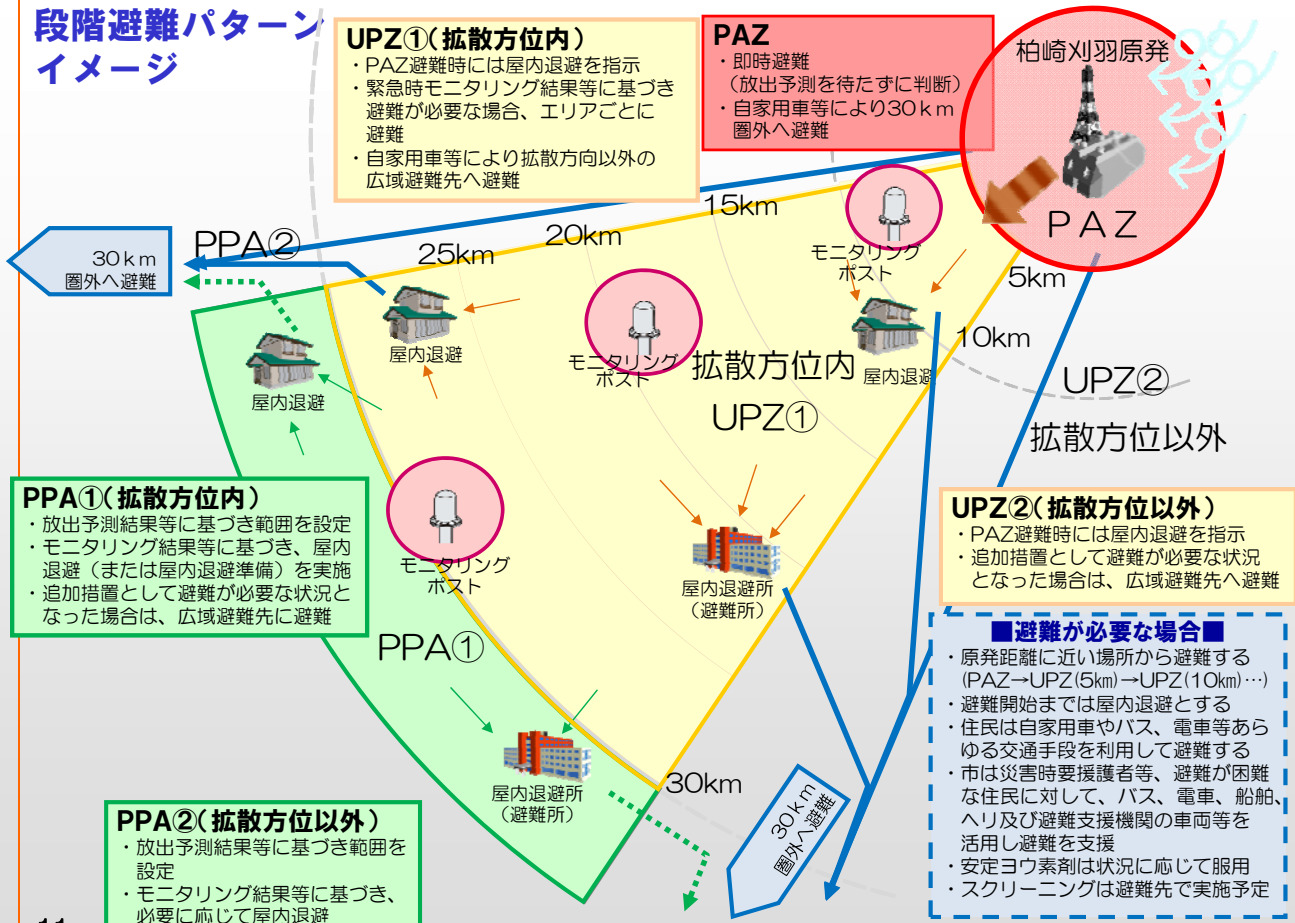 段階避難パターン
イメージ
UPZ①(拡散方位内)
・PAZ避難時には屋内退避を指示
・緊急時モニタリング結果等に基づき
避難が必要な場合、エリアごとに
避難
・自家用車等により拡散方向以外の
広域避難先へ避難
PAZ
・即時避難
(放出予測を待たずに判断)
・自家用車等により30km
圏外へ避難
柏崎刈羽原発
PAZ
5km
10km
15km
20km
25km
30km
PPA②
30km
圏外へ避難
モニタリング
ポスト
屋内退避
モニタリング
ポスト
屋内退避
屋内退避
拡散方位内
UPZ①
UPZ②
拡散方位以外
PPA①(拡散方位内)
・放出予測結果等に基づき範囲を設定
・モニタリング結果等に基づき、屋内
退避(または屋内退避準備)を実施
・追加措置として避難が必要な状況と
なった場合は、広域避難先に避難
モニタリング
ポスト
屋内退避所
(避難所)
PPA①
屋内退避所
(避難所)
30km
圏外へ避難
UPZ②(拡散方位以外)
・PAZ避難時には屋内退避を指示
・追加措置として避難が必要な状況
となった場合は、広域避難先へ避難
■避難が必要な場合■
・原発距離に近い場所から避難する
(PAZ→UPZ(5㎞)→UPZ(10㎞)…)
・避難開始までは屋内退避とする
・住民は自家用車やバス、電車等あら
ゆる交通手段を利用して避難する
・市は災害時要援護者等、避難が困難
な住民に対して、バス、電車、船舶、
ヘリ及び避難支援機関の車両等を
活用し避難を支援
・安定ヨウ素剤は状況に応じて服用
・スクリーニングは避難先で実施予定
PPA②(拡散方位以外)
・放出予測結果等に基づき範囲を
設定
・モニタリング結果等に基づき、
必要に応じて屋内退避